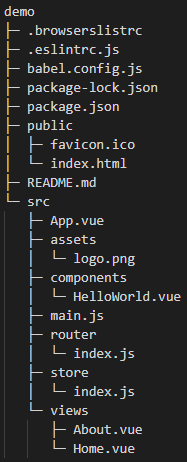 demo
├─ .browserslistrc
├─ .eslintrc.js
├─ babel.config.js
├─ package-lock.json
├─ package.json
├─ public
│  ├─ favicon.ico
│  └─ index.html
├─ README.md
└─ src
   ├─ App.vue
   ├─ assets
   │  └─ logo.png
   ├─ components
   │  └─ HelloWorld.vue
   ├─ main.js
   ├─ router
   │  └─ index.js
   ├─ store
   │  └─ index.js
   └─ views
      ├─ About.vue
      └─ Home.vue